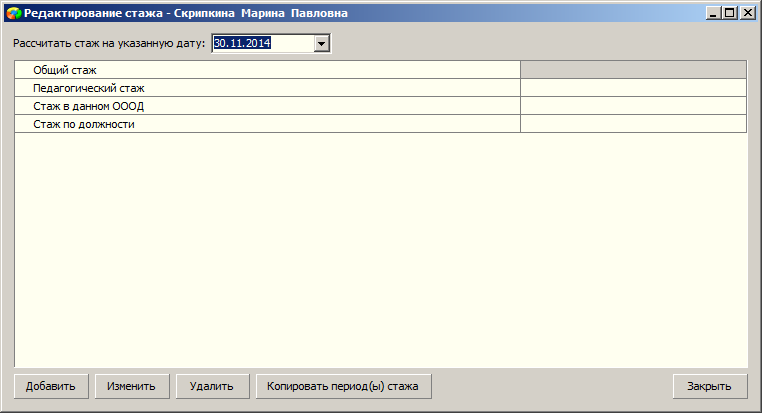 Редактирование стажа - Скрипкина Марина Павловна
Рассчитать стаж на указанную дату: 30.11.2014
Общий стаж
Педагогический стаж
Стаж в данном ОООД
Стаж по должности
Добавить Изменить Удалить Копировать период(ы) стажа Закрыть